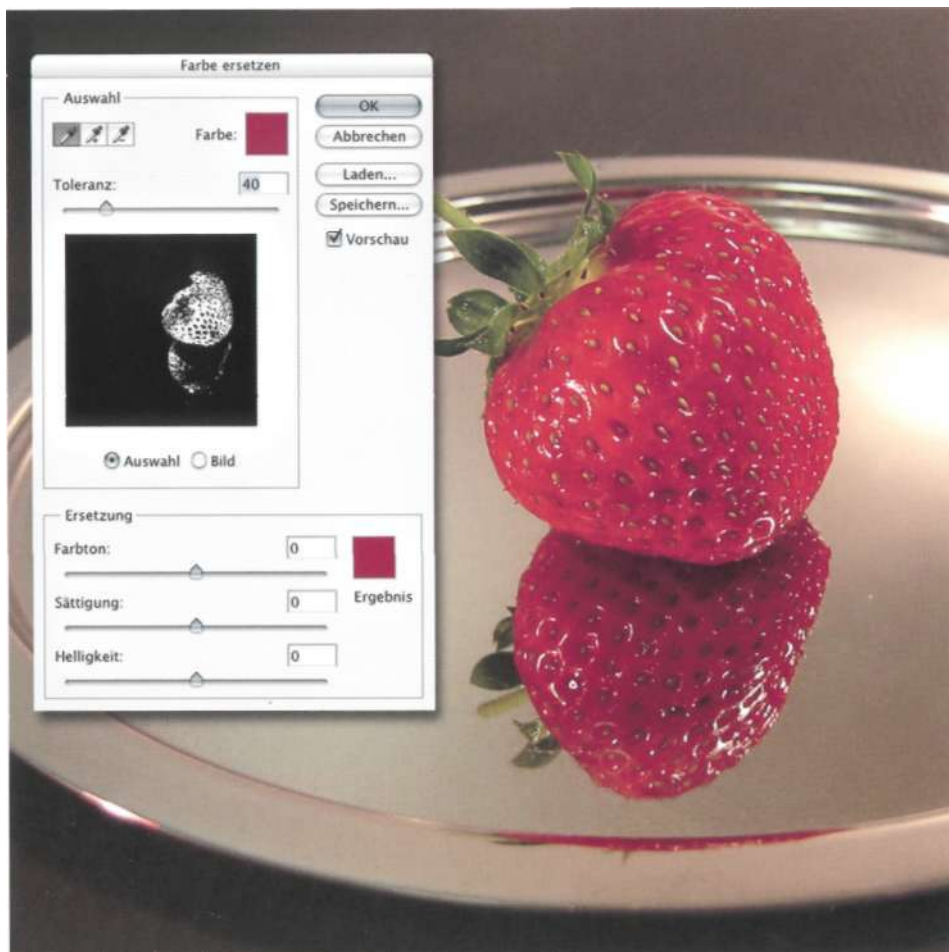 Farbe ersetzen
Auswahl
Farbe:
Toleranz: 40
Auswahl Bild
OK
Abbrechen
Laden...
Speichern...
Vorschau
Ersetzung
Farbton: 0
Sättigung: 0
Helligkeit: 0
Ergebnis